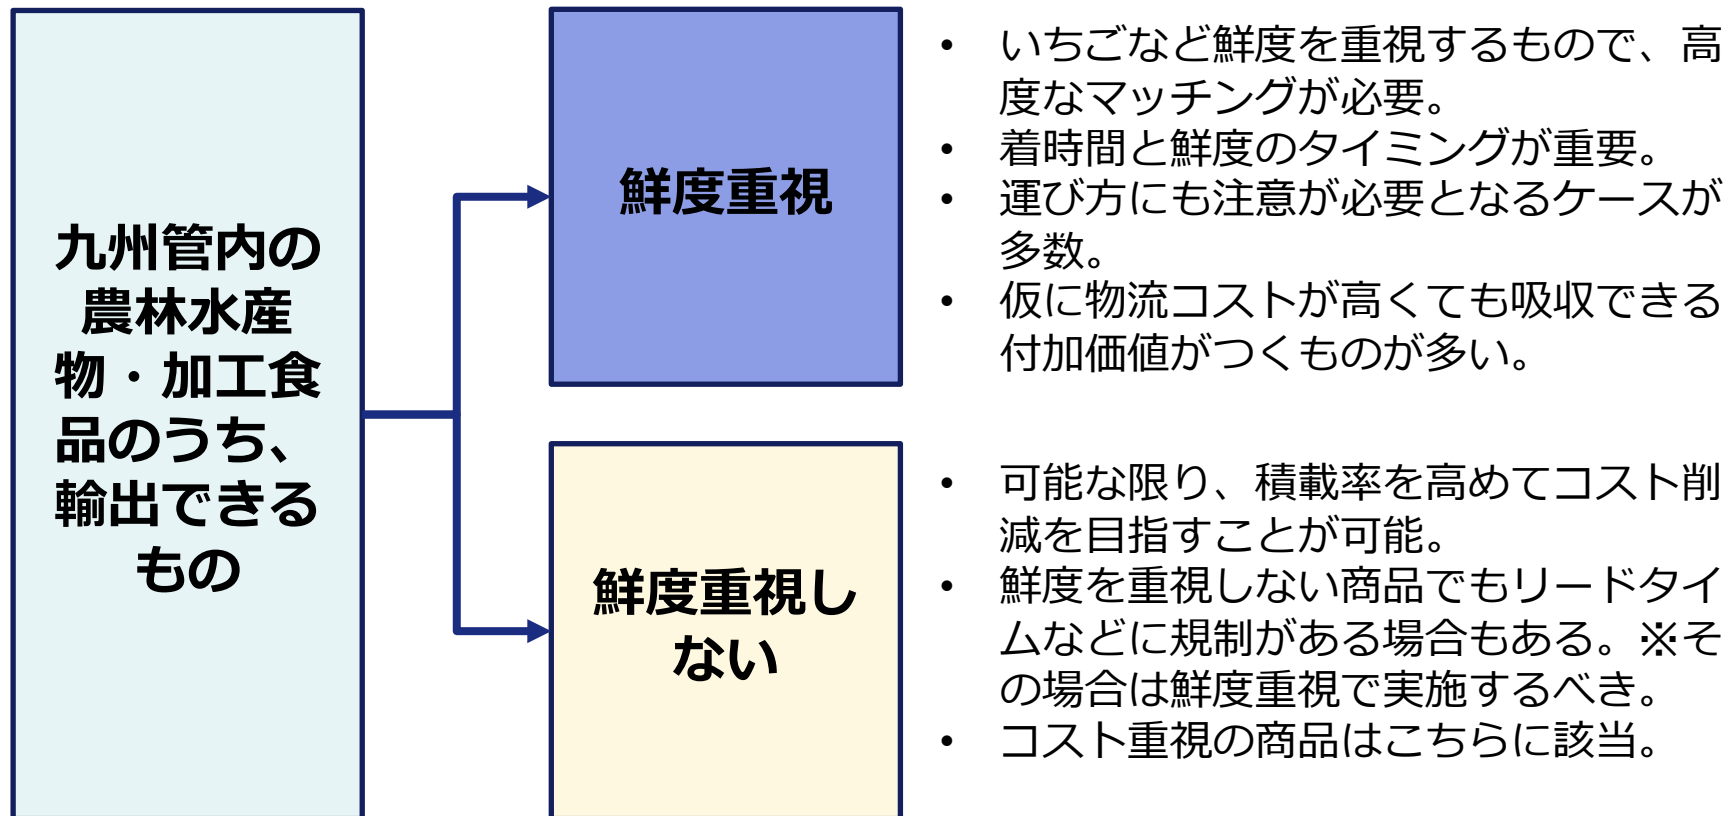 九州管内の
農林水産
物・加工食
品のうち、
輸出できる
もの
鮮度重視
• いちごなど鮮度を重視するもので、高
度なマッチングが必要。
• 着時間と鮮度のタイミングが重要。
• 運び方にも注意が必要となるケースが
多数。
• 仮に物流コストが高くても吸収できる
付加価値がつくものが多い。
鮮度重視し
ない
• 可能な限り、積載率を高めてコスト削
減を目指すことが可能。
• 鮮度を重視しない商品でもリードタイ
ムなどに規制がある場合もある。※そ
の場合は鮮度重視で実施するべき。
• コスト重視の商品はこちらに該当。